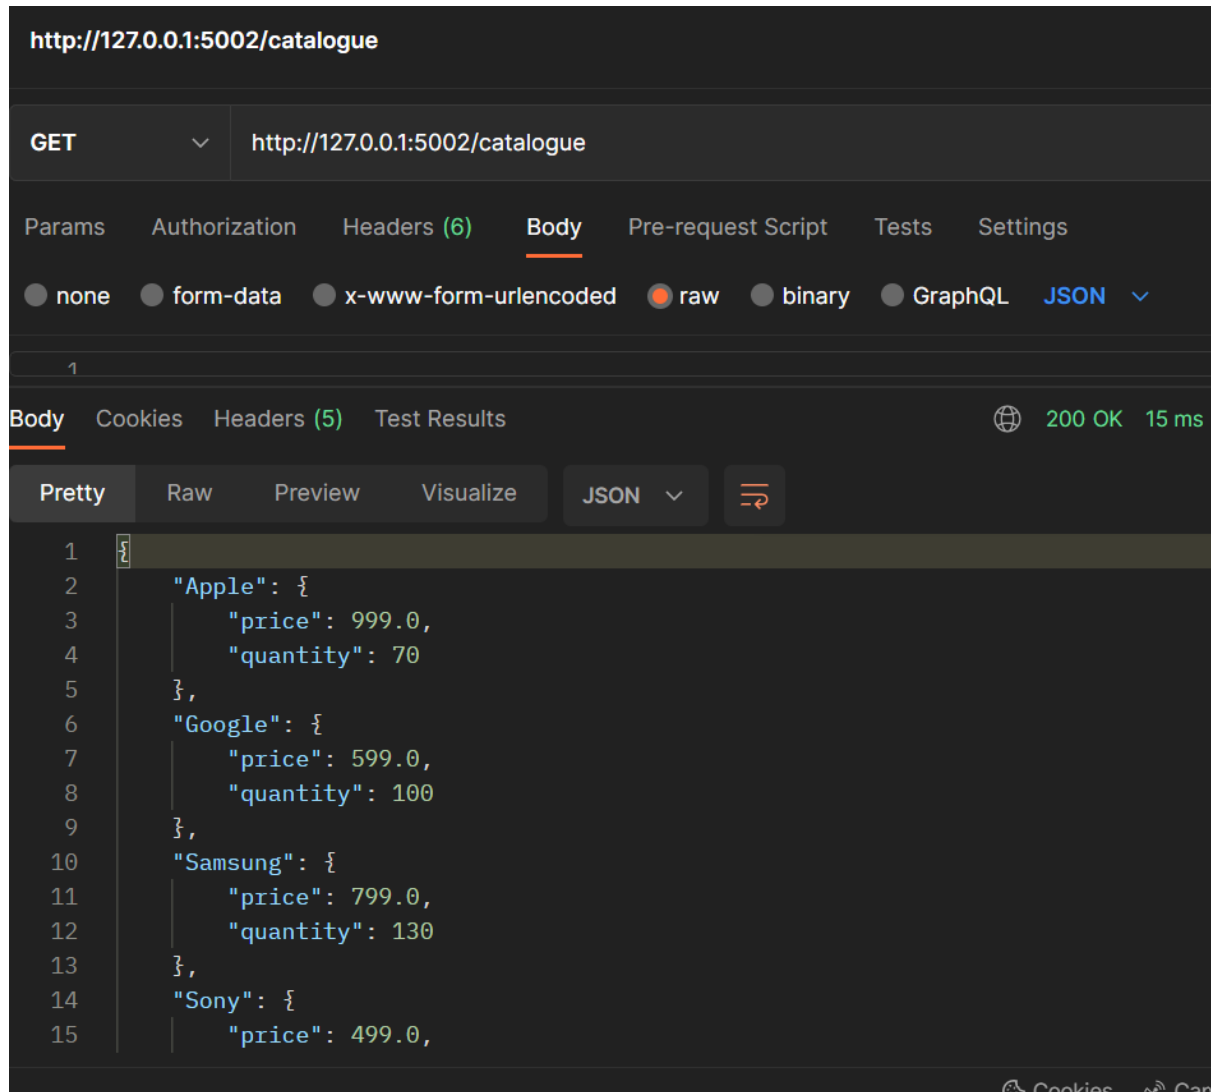 http://127.0.0.1:5002/catalogue
GET http://127.0.0.1:5002/catalogue
Params Authorization Headers (6) Body Pre-request Script Tests Settings
none form-data x-www-form-urlencoded raw binary GraphQL JSON
1
Body Cookies Headers (5) Test Results 200 OK 15 ms
Pretty Raw Preview Visualize JSON
1 {
2 "Apple": {
3 "price": 999.0,
4 "quantity": 70
5 },
6 "Google": {
7 "price": 599.0,
8 "quantity": 100
9 },
10 "Samsung": {
11 "price": 799.0,
12 "quantity": 130
13 },
14 "Sony": {
15 "price": 499.0,
Cookies